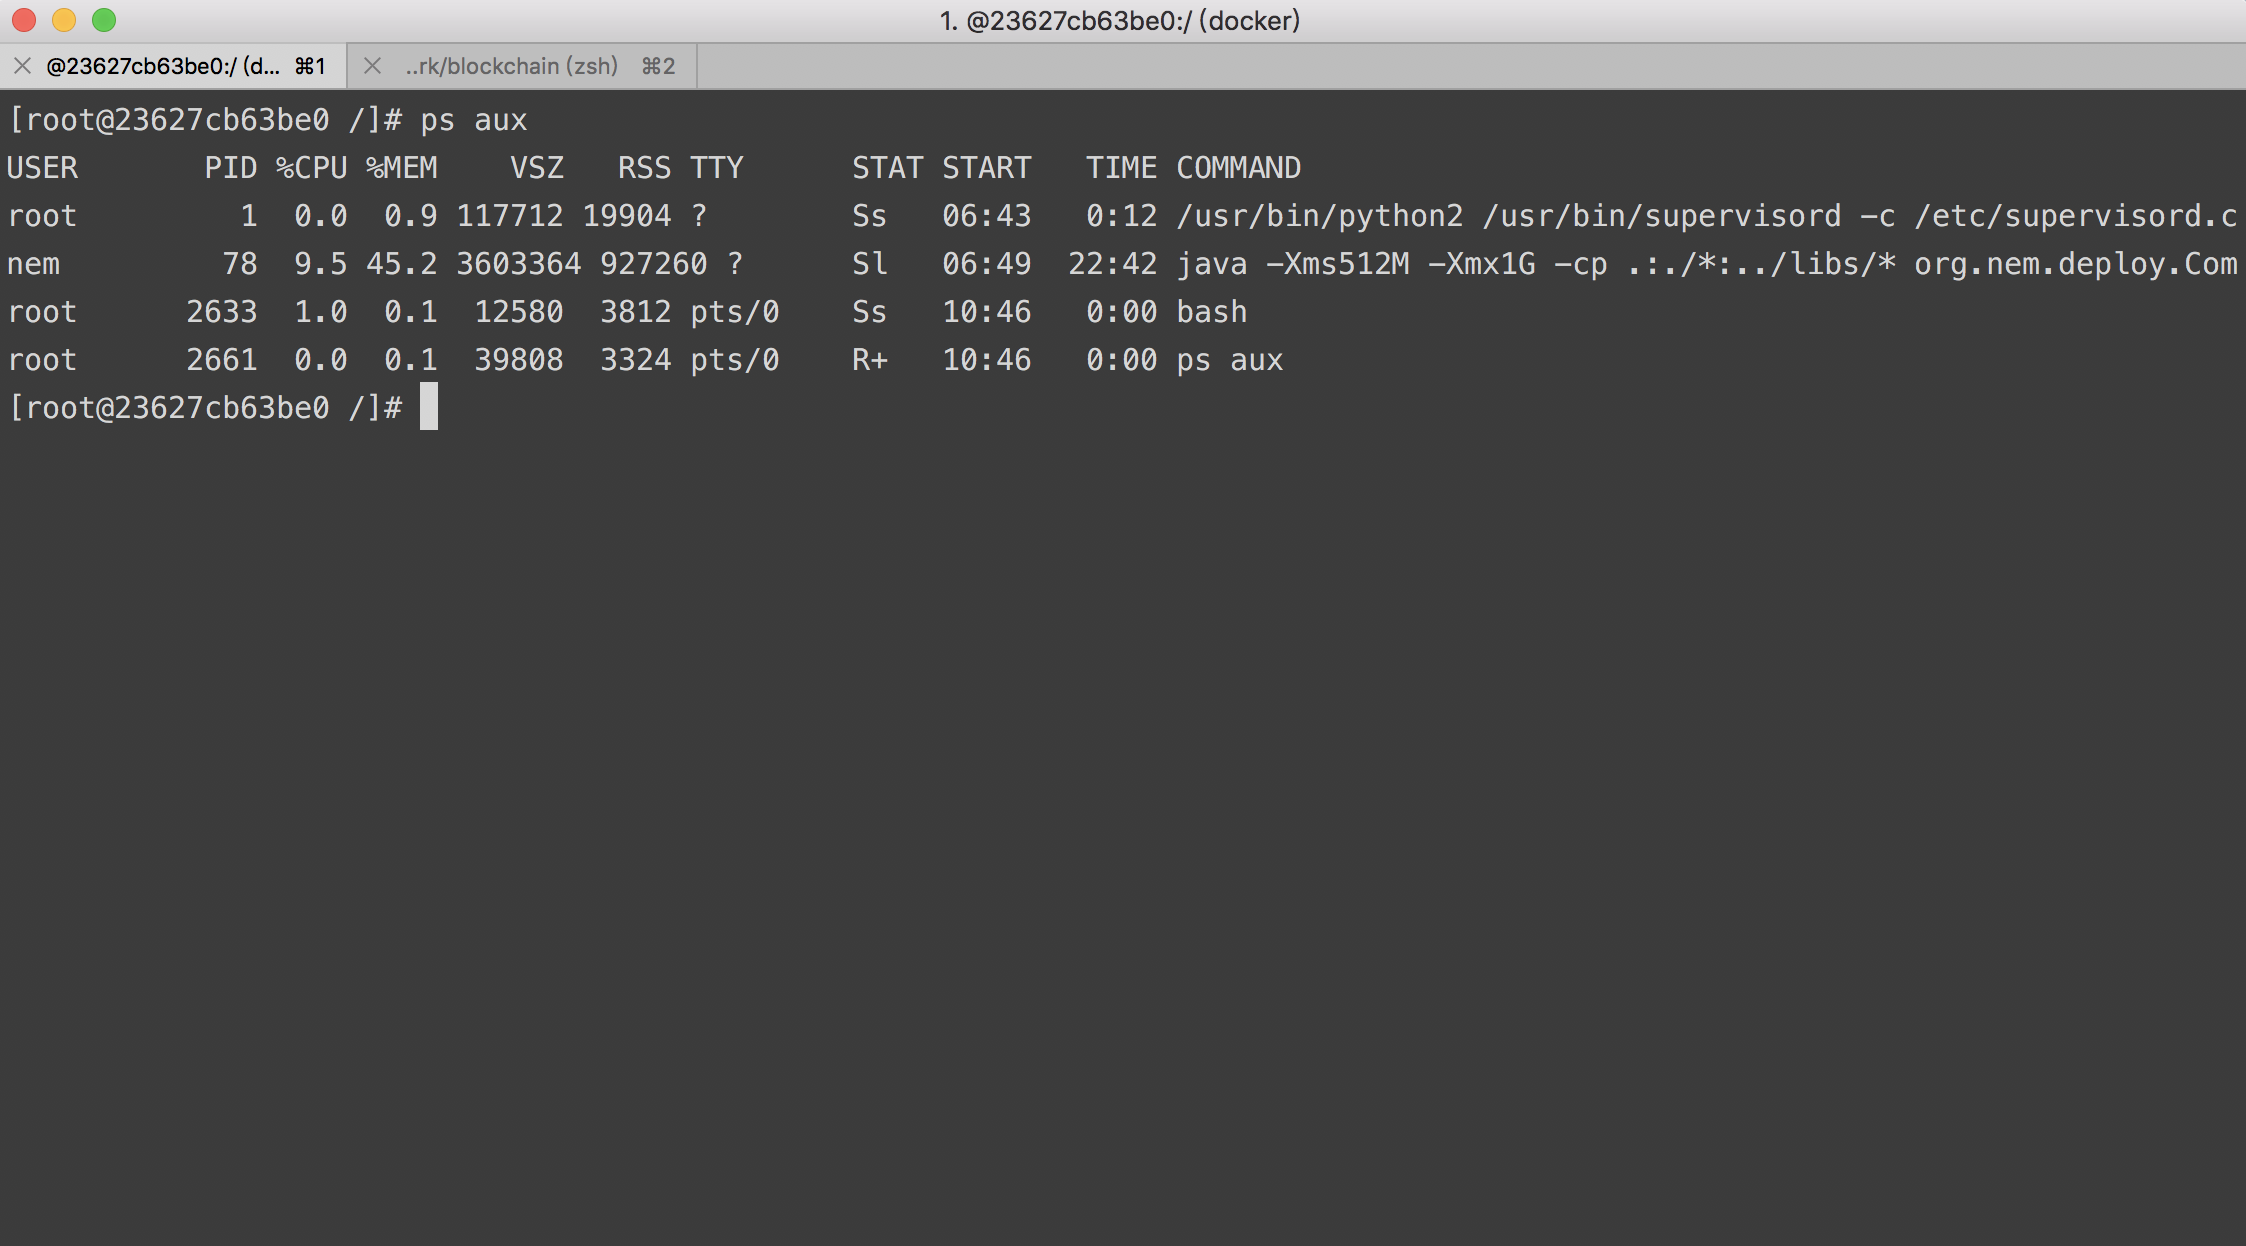 1. @23627cb63be0:/ (docker)
@23627cb63be0:/ (d... ⌘1 ..rk/blockchain (zsh) ⌘2
[root@23627cb63be0 /]# ps aux
USER       PID %CPU %MEM    VSZ   RSS TTY      STAT START   TIME COMMAND
root         1  0.0  0.9 117712 19904 ?        Ss   06:43   0:12 /usr/bin/python2 /usr/bin/supervisord -c /etc/supervisord.c
nem         78  9.5 45.2 3603364 927260 ?      Sl   06:49  22:42 java -Xms512M -Xmx1G -cp .:./*:../libs/* org.nem.deploy.Com
root      2633  1.0  0.1  12580  3812 pts/0    Ss   10:46   0:00 bash
root      2661  0.0  0.1  39808  3324 pts/0    R+   10:46   0:00 ps aux
[root@23627cb63be0 /]#